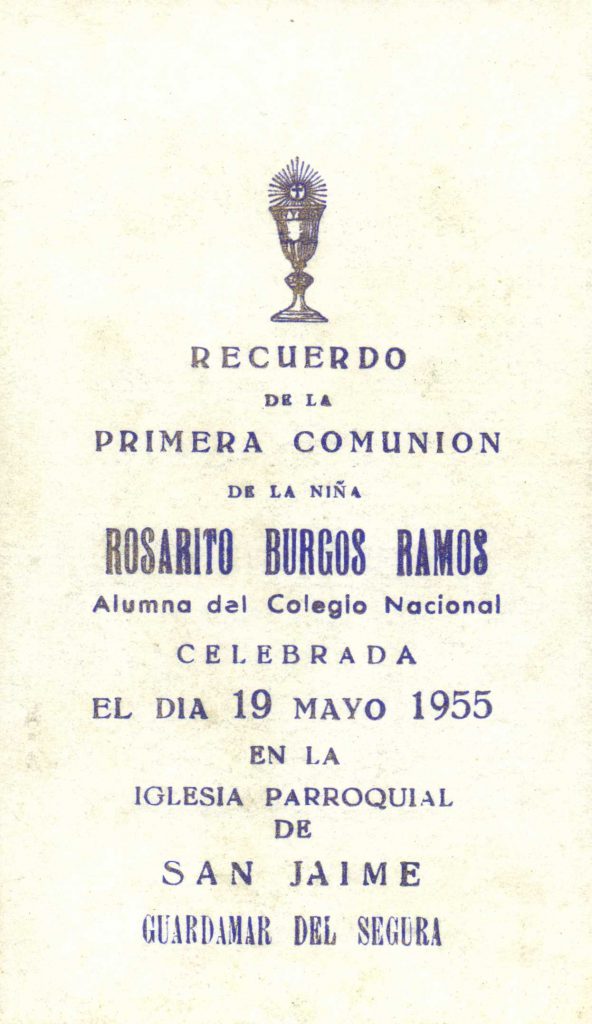 RECUERDO
DE LA
PRIMERA COMUNION
DE LA NIÑA
ROSARITO BURGOS RAMOS
Alumna del Colegio Nacional
CELEBRADA
EL DIA 19 MAYO 1955
EN LA
IGLESIA PARROQUIAL
DE
SAN JAIME
GUARDAMAR DEL SEGURA